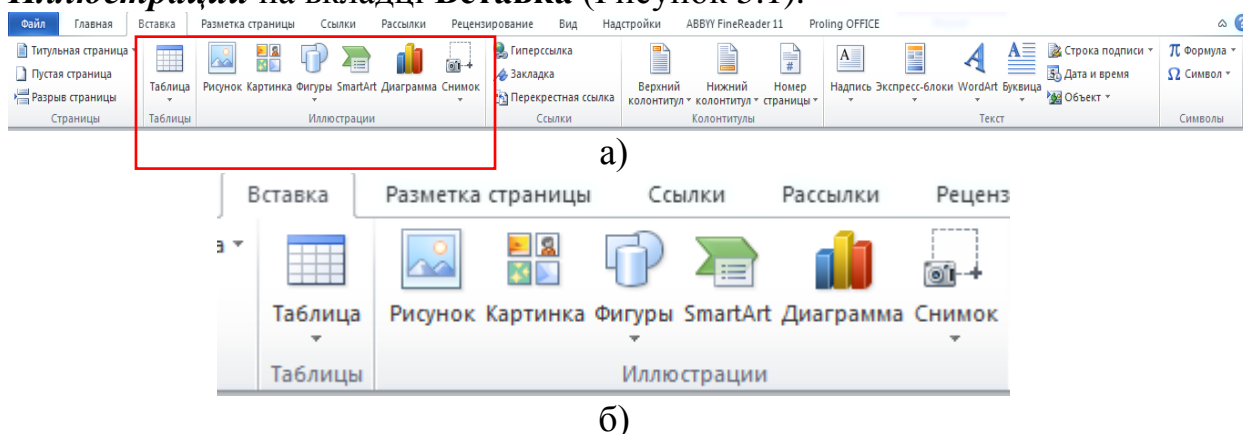 Иллюстрации на вкладці Вставка (Рисунок 3.1).
Файл Главная Вставка Разметка страницы Ссылки Рассылки Рецензирование Вид Надстройки ABBYY FineReader 11 Proling OFFICE
Титульная страница
Пустая страница
Разрыв страницы
Страницы
Таблица
Таблицы
Рисунок Картинка Фигуры SmartArt Диаграмма Снимок
Иллюстрации
Гиперссылка
Закладка
Перекрестная ссылка
Ссылки
Верхний колонтитул
Нижний колонтитул
Номер страницы
Колонтитулы
Надпись Экспресс-блоки WordArt Буквица
Строка подписи
Дата и время
Объект
Текст
π Формула
Ω Символ
Символы
а)
Вставка Разметка страницы Ссылки Рассылки Реценз
а
Таблица Рисунок Картинка Фигуры SmartArt Диаграмма Снимок
Таблицы Иллюстрации
б)